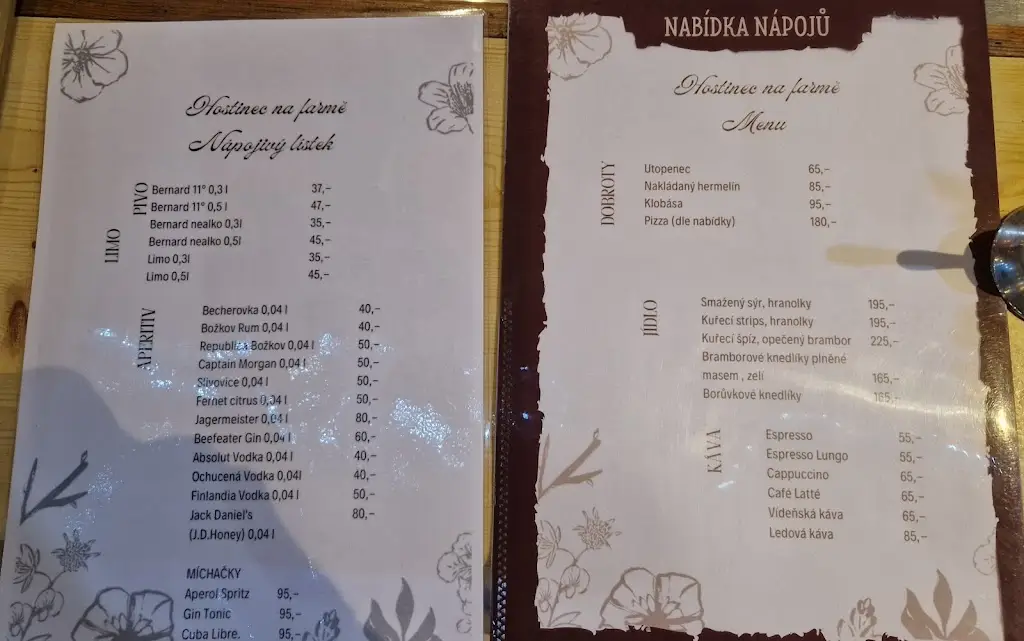 Hostinec na farmě
Nápojivý lístek
PIVO
Bernard 11° 0,3 l 37,-
Bernard 11° 0,5 l 47,-
Bernard nealko 0,3l 35,-
Bernard nealko 0,5l 45,-
LIMO
Limo 0,3l 35,-
Limo 0,5l 45,-
APERITIV
Becherovka 0,04 l 40,-
Božkov Rum 0,04 l 40,-
Republika Božkov 0,04 l 50,-
Captain Morgan 0,04 l 50,-
Slivovice 0,04 l 50,-
Fernet citrus 0,04 l 50,-
Jagermeister 0,04 l 80,-
Beefeater Gin 0,04 l 60,-
Absolut Vodka 0,04 l 40,-
Ochucená Vodka 0,04l 40,-
Finlandia Vodka 0,04 l 50,-
Jack Daniel's 80,-
(J.D.Honey) 0,04 l
MÍCHAČKY
Aperol Spritz 95,-
Gin Tonic 95,-
Cuba Libre. 95,-
NABÍDKA NÁPOJŮ
Hostinec na farmě
Menu
DOBROTY
Utopenec 65,-
Nakládaný hermelín 85,-
Klobása 95,-
Pizza (dle nabídky) 180,-
JÍDLO
Smažený sýr, hranolky 195,-
Kuřecí strips, hranolky 195,-
Kuřecí špíz, opečený brambor 225,-
Bramborové knedlíky plněné
masem , zelí 165,-
Borůvkové knedlíky 165,-
KÁVA
Espresso 55,-
Espresso Lungo 55,-
Cappuccino 65,-
Café Latté 65,-
Vídeňská káva 65,-
Ledová káva 85,-